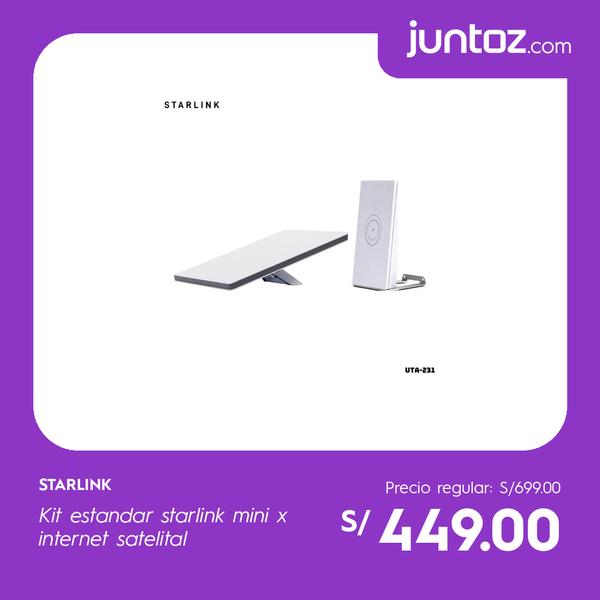 juntoz.com
STARLINK
UTA-231
STARLINK
Kit estandar starlink mini x
internet satelital
Precio regular: S/699.00
S/ 449.00